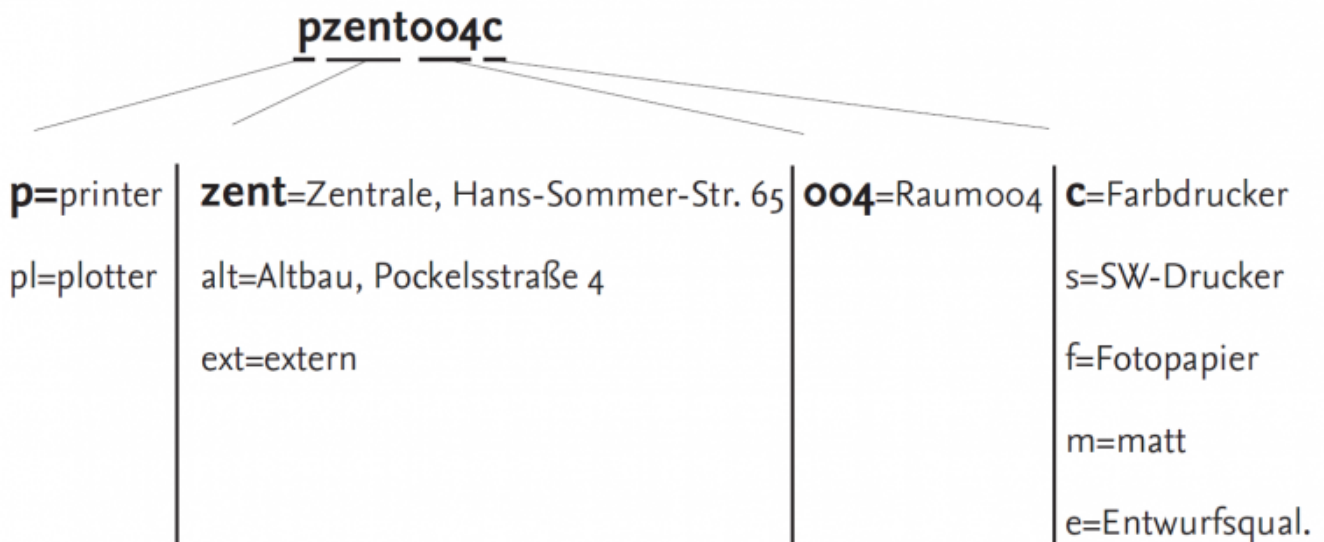 pzent004c
p=printer
pl=plotter
zent=Zentrale, Hans-Sommer-Str. 65
alt=Altbau, Pockelsstraße 4
ext=extern
004=Raum004
c=Farbdrucker
s=SW-Drucker
f=Fotopapier
m=matt
e=Entwurfsqual.